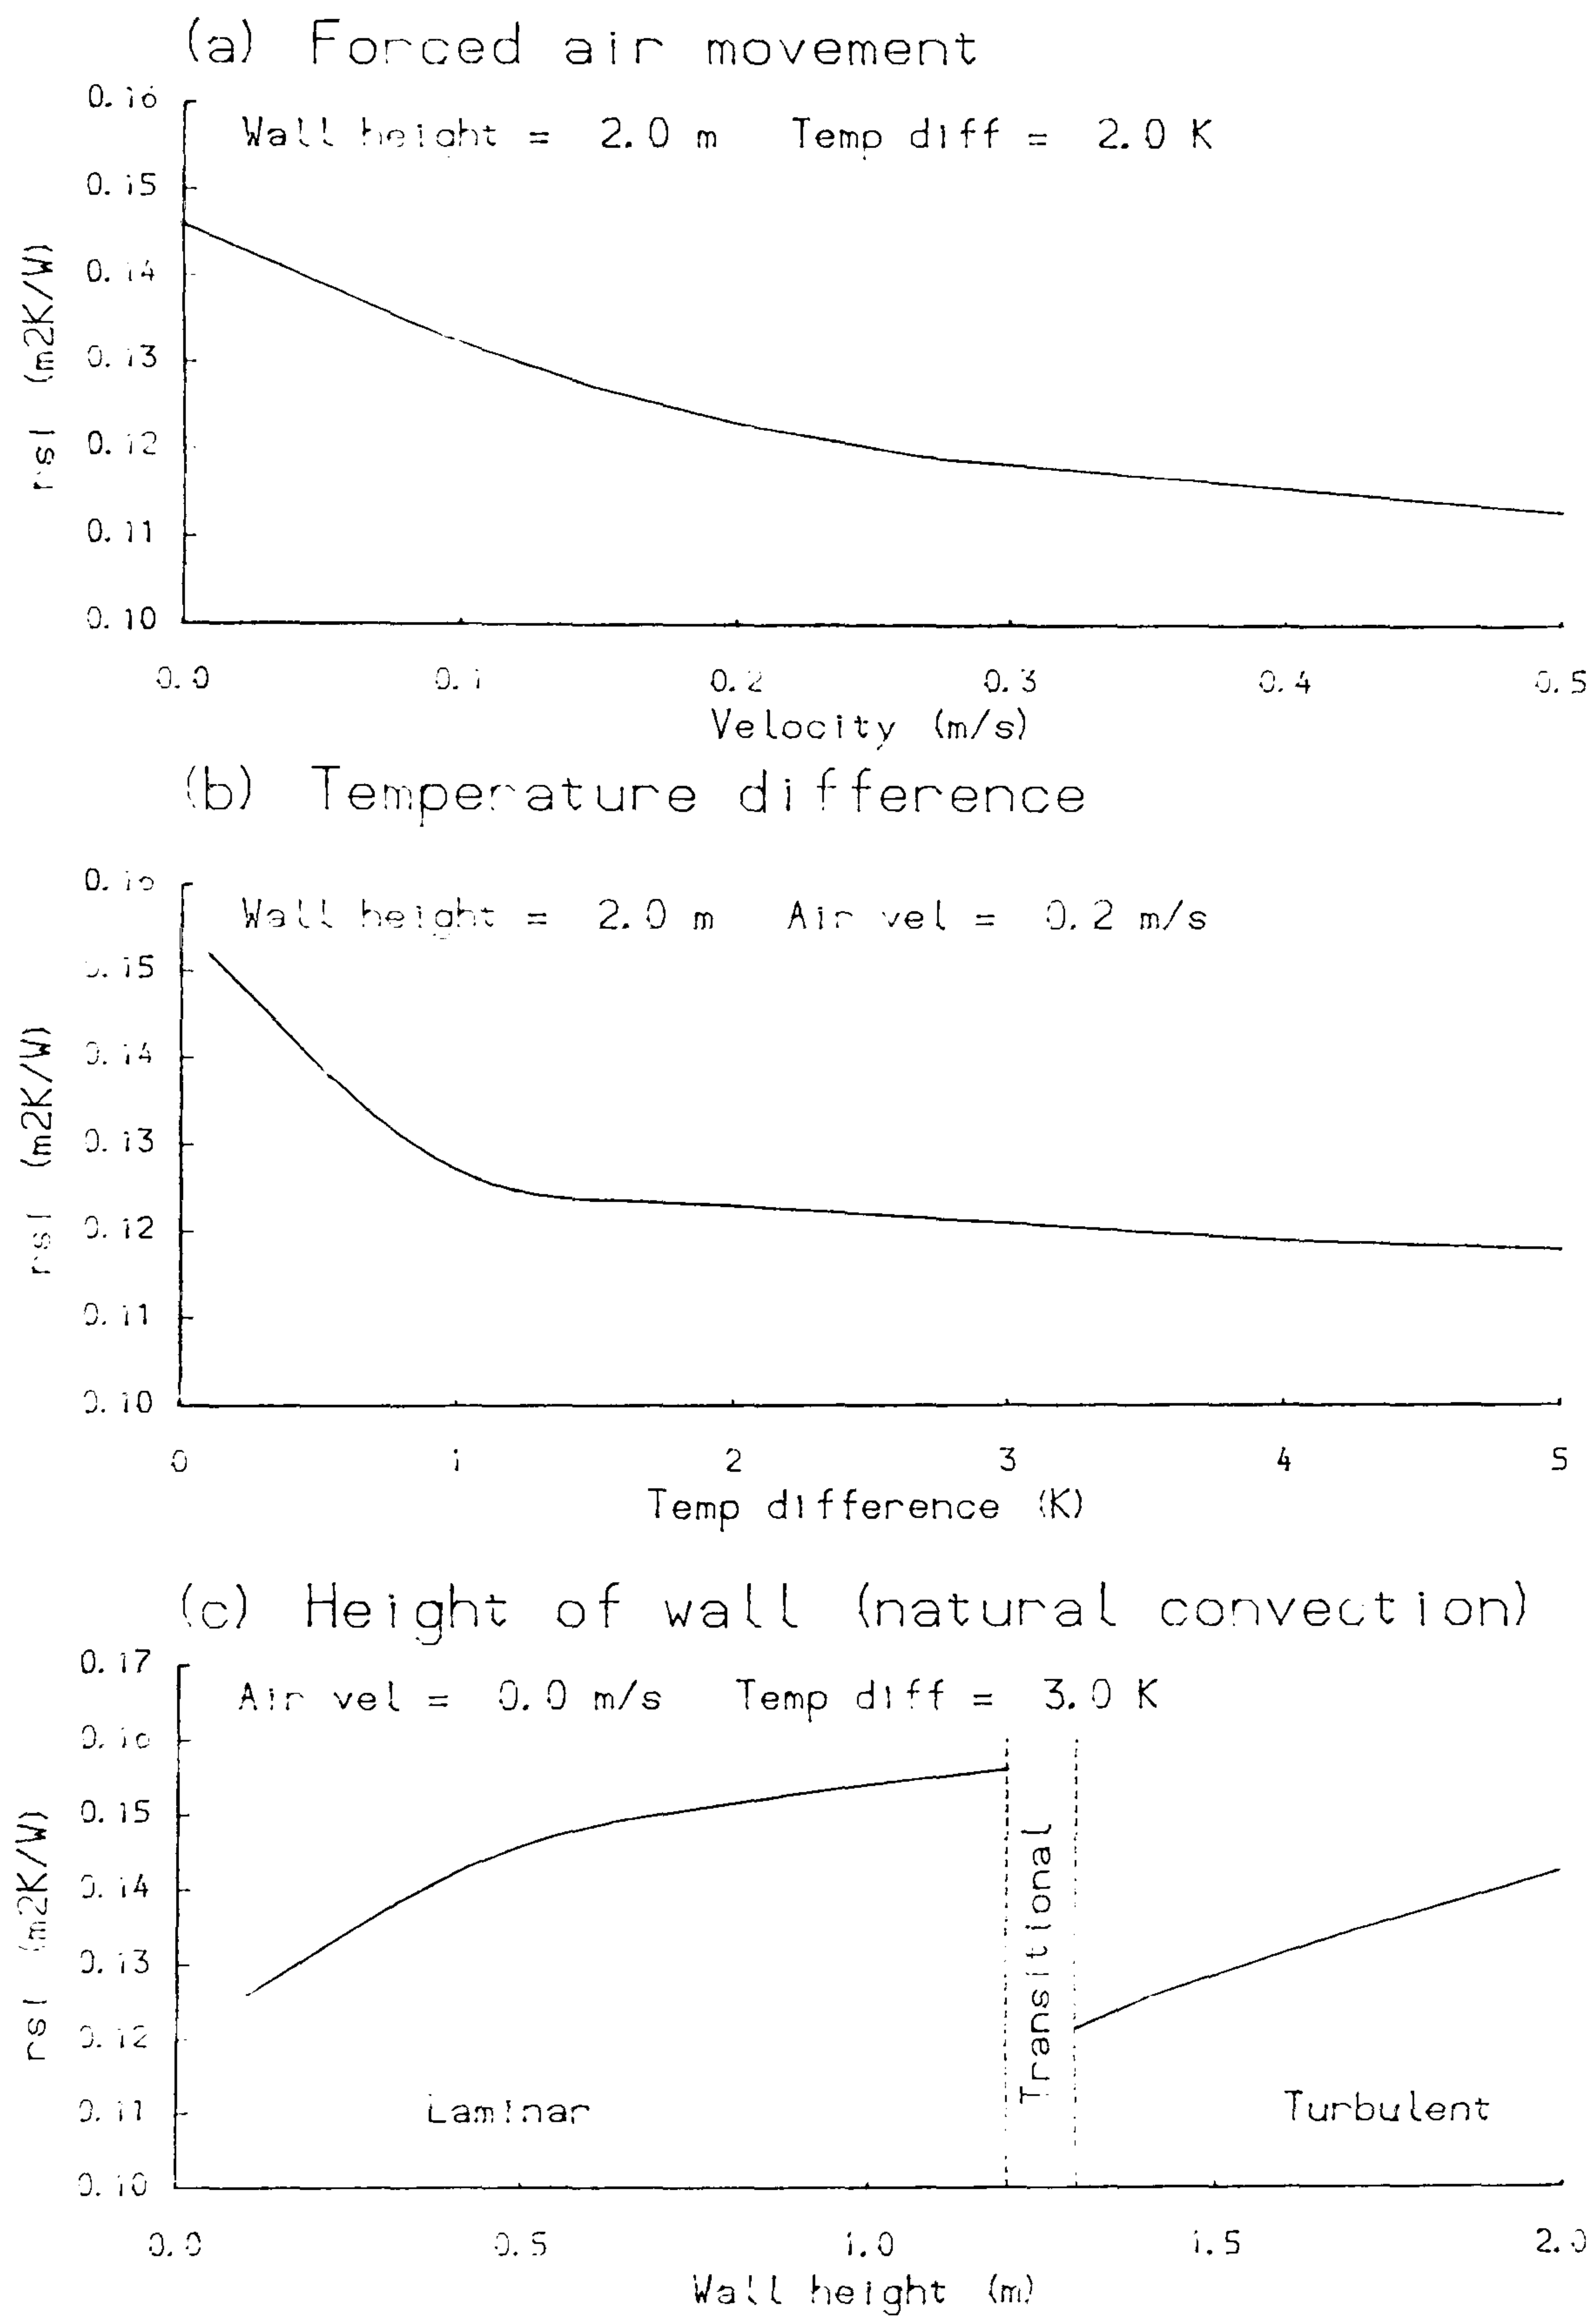 (a) Forced air movement
Wall height = 2.0 m Temp diff = 2.0 K
0.16
0.15
0.14
0.13
0.12
0.11
0.10
rsi (m2K/W)
0.0 0.1 0.2 0.3 0.4 0.5
Velocity (m/s)
(b) Temperature difference
Wall height = 2.0 m Air vel = 0.2 m/s
0.16
0.15
0.14
0.13
0.12
0.11
0.10
rsi (m2K/W)
0 1 2 3 4 5
Temp difference (K)
(c) Height of wall (natural convection)
Air vel = 0.0 m/s Temp diff = 3.0 K
0.17
0.16
0.15
0.14
0.13
0.12
0.11
0.10
rsi (m2K/W)
Laminar
Transitional
Turbulent
0.0 0.5 1.0 1.5 2.0
Wall height (m)